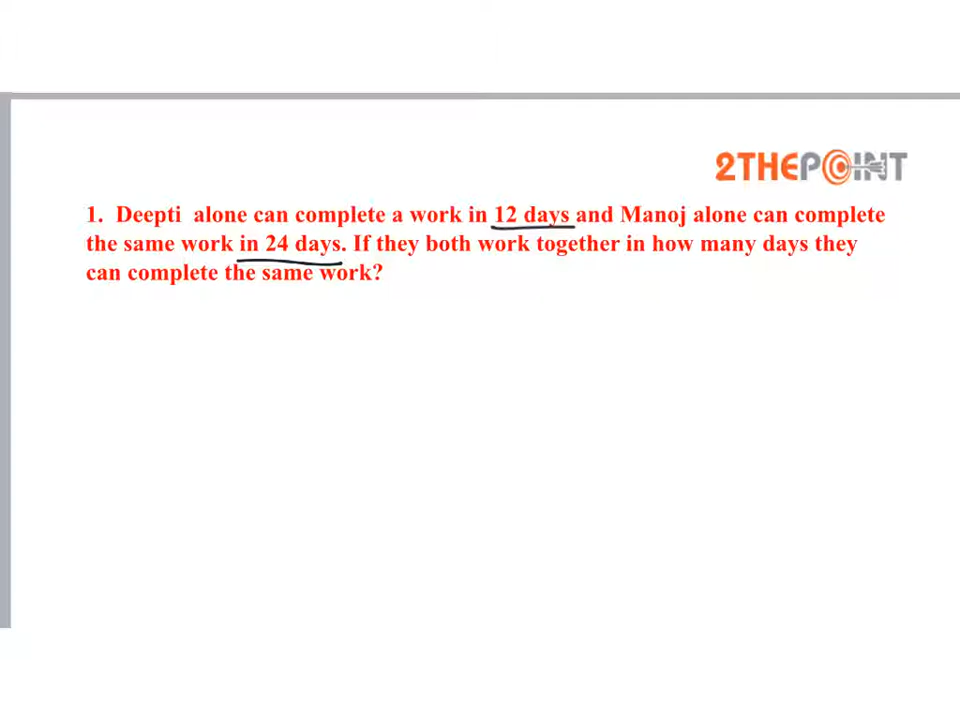 2THEPOINT
1. Deepti alone can complete a work in 12 days and Manoj alone can complete
the same work in 24 days. If they both work together in how many days they
can complete the same work?